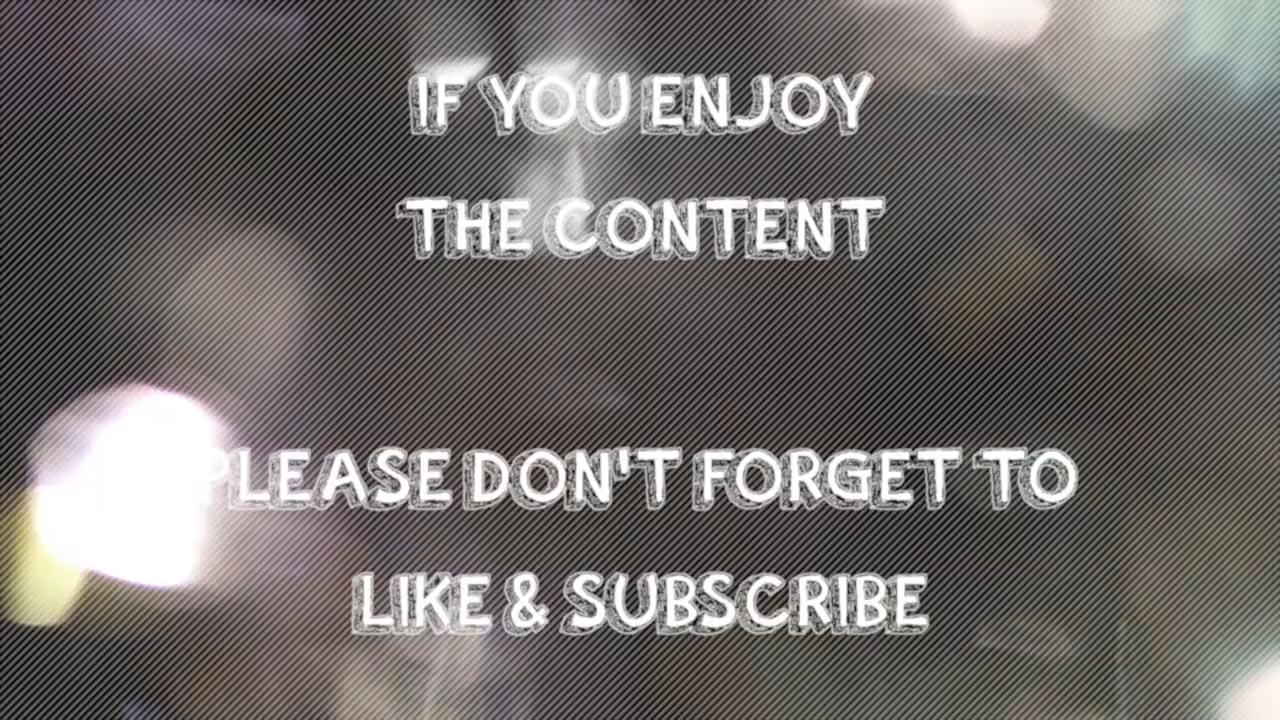 IF YOU ENJOY
THE CONTENT
PLEASE DON'T FORGET TO
LIKE & SUBSCRIBE